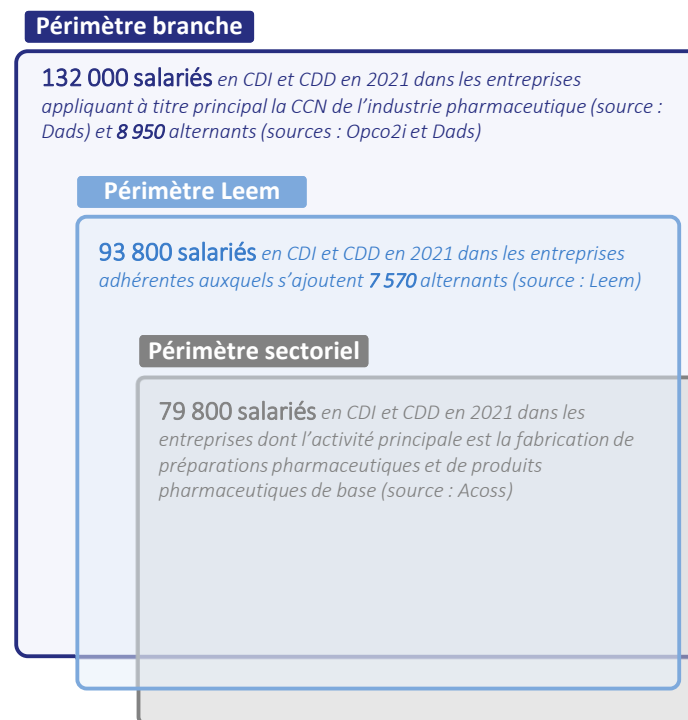 Périmètre branche
132 000 salariés en CDI et CDD en 2021 dans les entreprises
appliquant à titre principal la CCN de l'industrie pharmaceutique (source :
Dads) et 8 950 alternants (sources : Opco2i et Dads)
Périmètre Leem
93 800 salariés en CDI et CDD en 2021 dans les entreprises
adhérentes auxquels s'ajoutent 7 570 alternants (source : Leem)
Périmètre sectoriel
79 800 salariés en CDI et CDD en 2021 dans les
entreprises dont l'activité principale est la fabrication de
préparations pharmaceutiques et de produits
pharmaceutiques de base (source : Acoss)